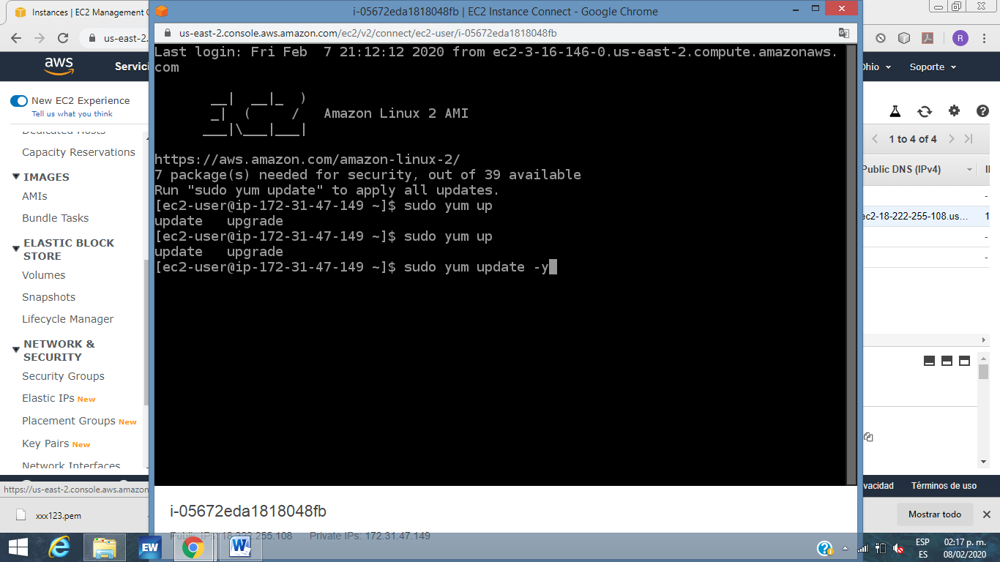 Instances | EC2 Management C
us-east-2.
aws
Servici
New EC2 Experience
Tell us what you think
Dedicated Hosts
Capacity Reservations
IMAGES
AMIs
Bundle Tasks
ELASTIC BLOCK
STORE
Volumes
Snapshots
Lifecycle Manager
NETWORK &
SECURITY
Security Groups
Elastic IPs New
Placement Groups New
Key Pairs New
Network Interfaces
https://us-east-2.console.aws.amazon
xxx123.pem
i-05672eda1818048fb | EC2 Instance Connect - Google Chrome
us-east-2.console.aws.amazon.com/ec2/v2/connect/ec2-user/i-05672eda1818048fb
Last login: Fri Feb  7 21:12:12 2020 from ec2-3-16-146-0.us-east-2.compute.amazonaws.
com
       __|  __|_  )
       _|  (     /   Amazon Linux 2 AMI
      ___|\___|___|
https://aws.amazon.com/amazon-linux-2/
7 package(s) needed for security, out of 39 available
Run "sudo yum update" to apply all updates.
[ec2-user@ip-172-31-47-149 ~]$ sudo yum up
update   upgrade
[ec2-user@ip-172-31-47-149 ~]$ sudo yum up
update   upgrade
[ec2-user@ip-172-31-47-149 ~]$ sudo yum update -y
i-05672eda1818048fb
Public IPs: 18.222.255.108 Private IPs: 172.31.47.149
R
Ohio
Soporte
1 to 4 of 4
Public DNS (IPv4)
-
ec2-18-222-255-108.us... 1
-
-
vacidad
Términos de uso
Mostrar todo
EW
W
ESP
ES
02:17 p. m.
08/02/2020